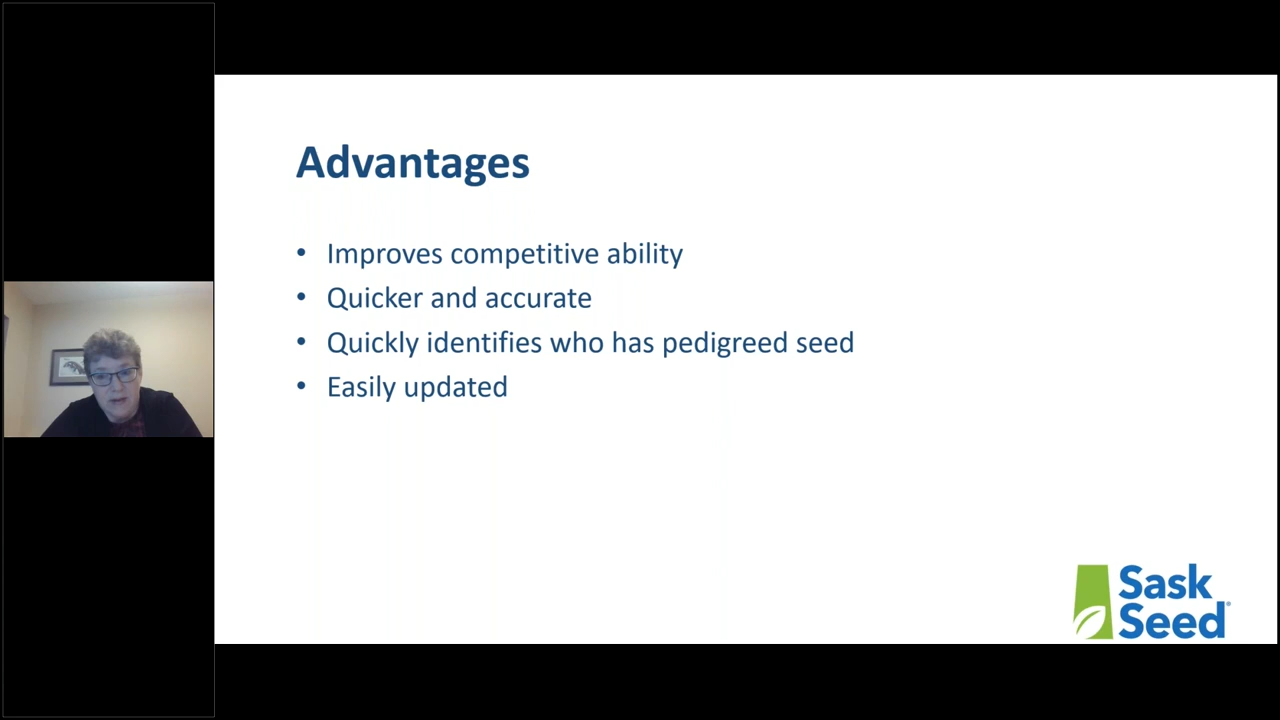 Advantages
• Improves competitive ability
• Quicker and accurate
• Quickly identifies who has pedigreed seed
• Easily updated
Sask
Seed®